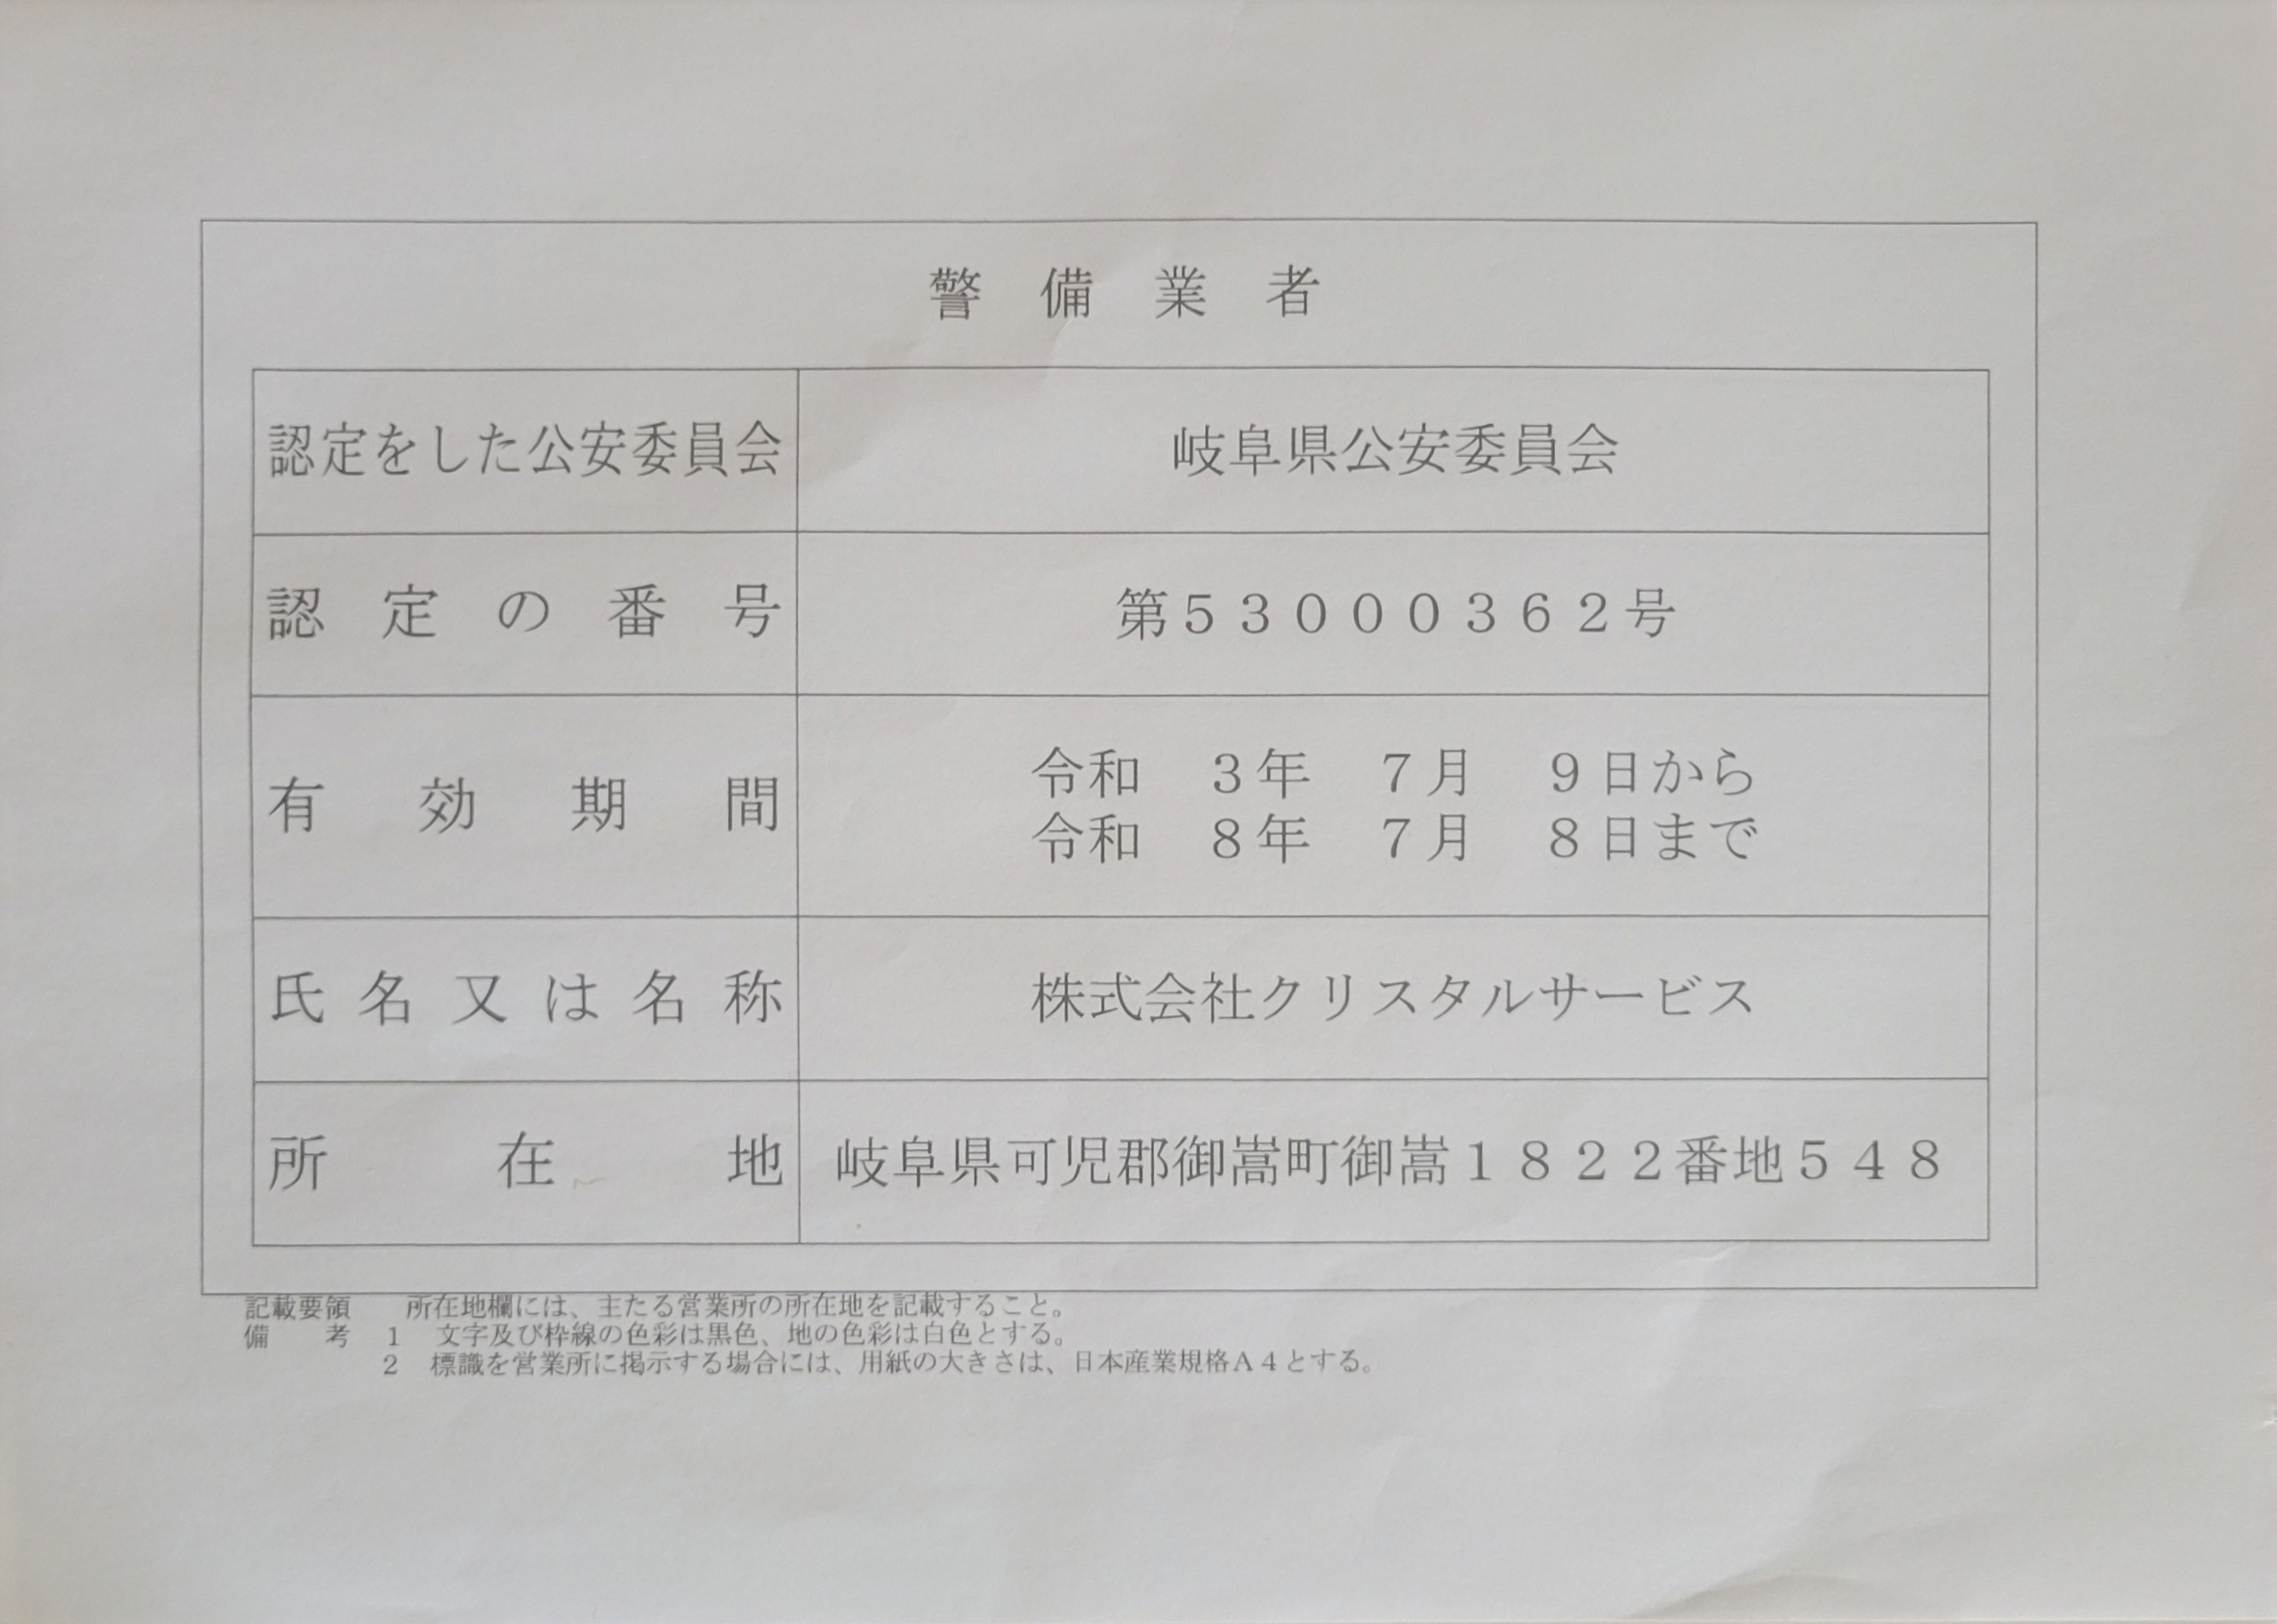 警備業者
認定をした公安委員会 岐阜県公安委員会
認定の番号 第53000362号
有効期間 令和 3年 7月 9日から
令和 8年 7月 8日まで
氏名又は名称 株式会社クリスタルサービス
所在地 岐阜県可児郡御嵩町御嵩1822番地548
記載要領 所在地欄には、主たる営業所の所在地を記載すること。
備考 1 文字及び枠線の色彩は黒色、地の色彩は白色とする。
2 標識を営業所に掲示する場合には、用紙の大きさは、日本産業規格A4とする。